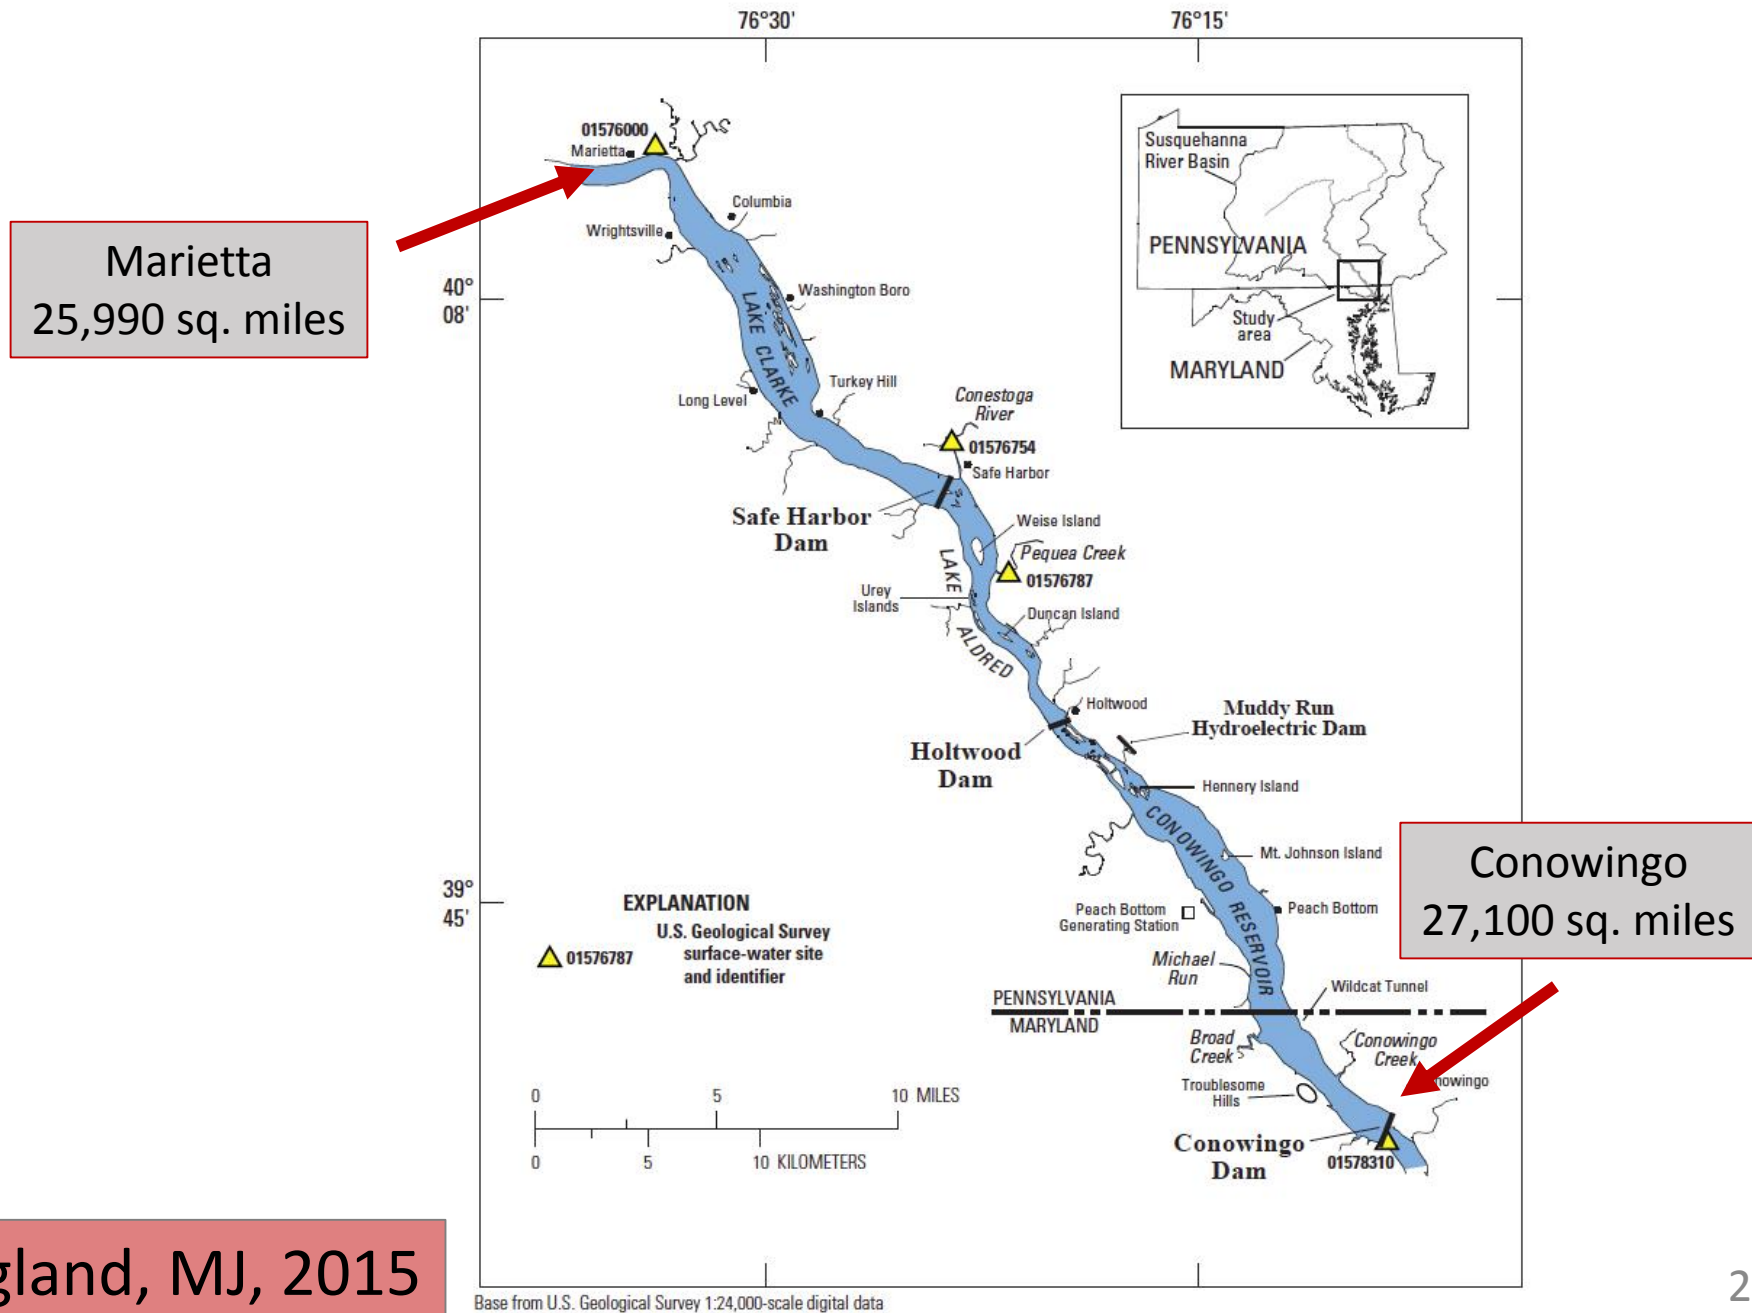 76°30'
76°15'
01576000
Marietta
Columbia
Wrightsville
Susquehanna
River Basin
PENNSYLVANIA
Study
area
MARYLAND
Marietta
25,990 sq. miles
40°
08'
Washington Boro
LAKE CLARKE
Long Level
Turkey Hill
Conestoga
River
01576754
Safe Harbor
Safe Harbor
Dam
Weise Island
Pequea Creek
01576787
LAKE
ALDRED
Urey
Islands
Duncan Island
Holtwood
Muddy Run
Hydroelectric Dam
Holtwood
Dam
Hennery Island
CONOWINGO RESERVOIR
Mt. Johnson Island
Conowingo
27,100 sq. miles
39°
45'
EXPLANATION
U.S. Geological Survey
surface-water site
and identifier
01576787
Peach Bottom
Generating Station
Peach Bottom
Michael
Run
Wildcat Tunnel
PENNSYLVANIA
MARYLAND
Broad
Creek
Conowingo
Creek
Troublesome
Hills
nowingo
0 5 10 MILES
0 5 10 KILOMETERS
Conowingo
Dam
01578310
gland, MJ, 2015
Base from U.S. Geological Survey 1:24,000-scale digital data
2